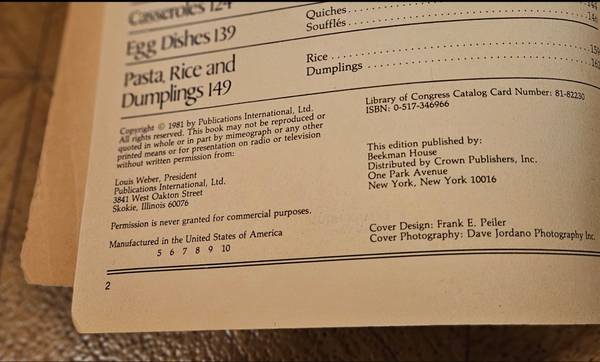 Casseroles 124
Egg Dishes 139
Pasta, Rice and
Dumplings 149
Quiches
Soufflés
Rice
Dumplings
Copyright © 1981 by Publications International, Ltd.
All rights reserved. This book may not be reproduced or
quoted in whole or in part by mimeograph or any other
printed means or for presentation on radio or television
without written permission from:
Louis Weber, President
Publications International, Ltd.
3841 West Oakton Street
Skokie, Illinois 60076
Permission is never granted for commercial purposes.
Manufactured in the United States of America
5 6 7 8 9 10
Library of Congress Catalog Card Number: 81-82230
ISBN: 0-517-346966
This edition published by:
Beekman House
Distributed by Crown Publishers, Inc.
One Park Avenue
New York, New York 10016
Cover Design: Frank E. Peiler
Cover Photography: Dave Jordano Photography Inc.
2